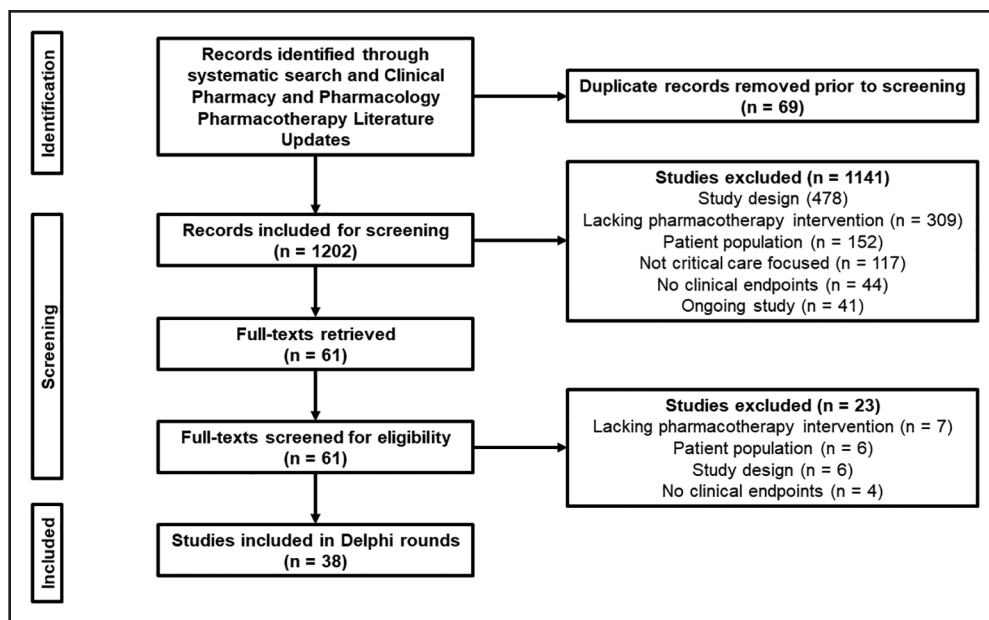 Identification
Records identified through
systematic search and Clinical
Pharmacy and Pharmacology
Pharmacotherapy Literature
Updates
Duplicate records removed prior to screening
(n = 69)
Screening
Records included for screening
(n = 1202)
Studies excluded (n = 1141)
Study design (478)
Lacking pharmacotherapy intervention (n = 309)
Patient population (n = 152)
Not critical care focused (n = 117)
No clinical endpoints (n = 44)
Ongoing study (n = 41)
Full-texts retrieved
(n = 61)
Full-texts screened for eligibility
(n = 61)
Studies excluded (n = 23)
Lacking pharmacotherapy intervention (n = 7)
Patient population (n = 6)
Study design (n = 6)
No clinical endpoints (n = 4)
Included
Studies included in Delphi rounds
(n = 38)